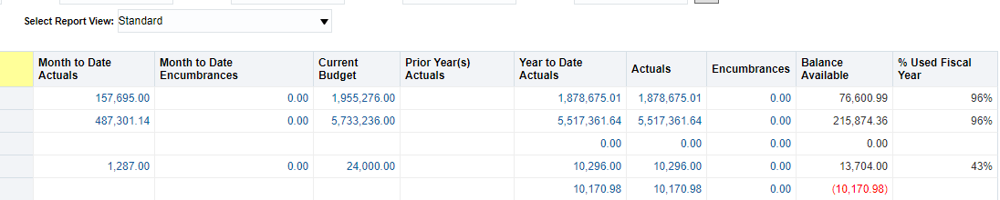 Select Report View: Standard
Month to Date Actuals Month to Date Encumbrances Current Budget Prior Year(s) Actuals Year to Date Actuals Actuals Encumbrances Balance Available % Used Fiscal Year
157,695.00 0.00 1,955,276.00 1,878,675.01 1,878,675.01 0.00 76,600.99 96%
487,301.14 0.00 5,733,236.00 5,517,361.64 5,517,361.64 0.00 215,874.36 96%
0.00 0.00 0.00 0.00
1,287.00 0.00 24,000.00 10,296.00 10,296.00 0.00 13,704.00 43%
10,170.98 10,170.98 0.00 (10,170.98)